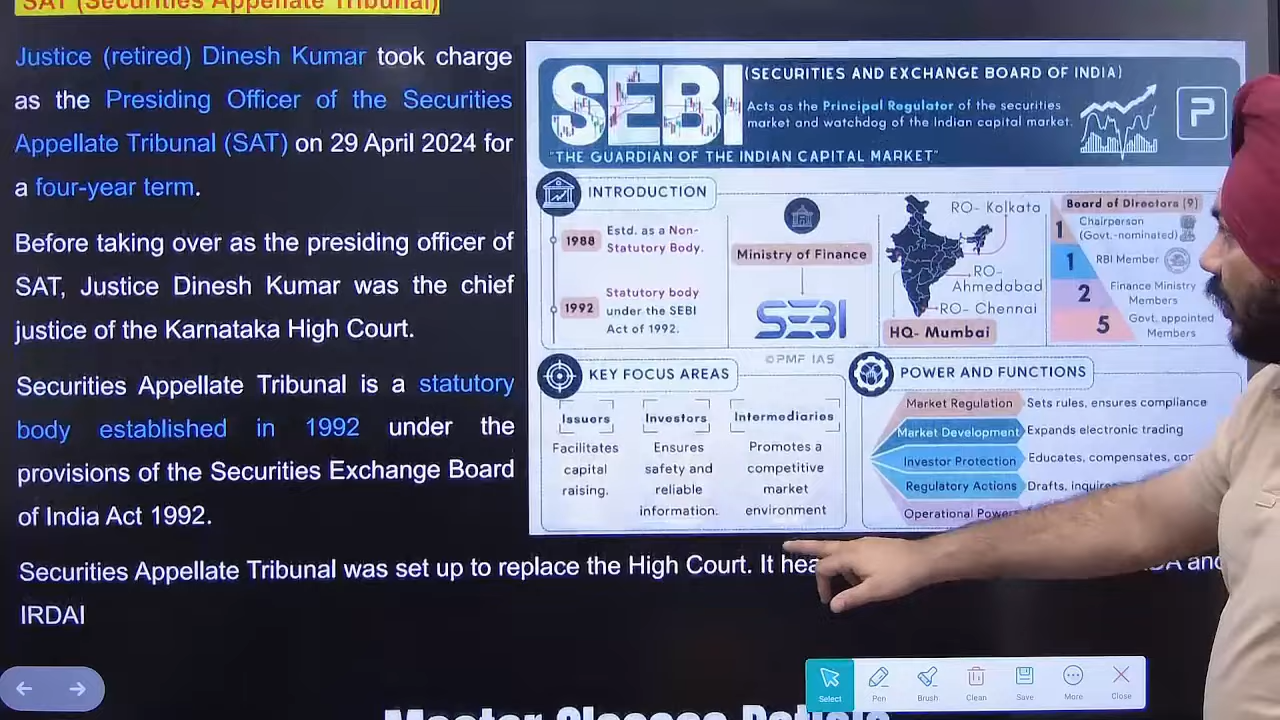 SAT (Securities Appellate Tribunal)
Justice (retired) Dinesh Kumar took charge
as the Presiding Officer of the Securities
Appellate Tribunal (SAT) on 29 April 2024 for
a four-year term.
Before taking over as the presiding officer of
SAT, Justice Dinesh Kumar was the chief
justice of the Karnataka High Court.
Securities Appellate Tribunal is a statutory
body established in 1992 under the
provisions of the Securities Exchange Board
of India Act 1992.
Securities Appellate Tribunal was set up to replace the High Court. It and
IRDAI
SEBI (SECURITIES AND EXCHANGE BOARD OF INDIA)
Acts as the Principal Regulator of the securities
market and watchdog of the Indian capital market.
"THE GUARDIAN OF THE INDIAN CAPITAL MARKET"
P
INTRODUCTION
1988 Estd. as a Non-
Statutory Body.
1992 Statutory body
under the SEBI
Act of 1992.
Ministry of Finance
SEBI
©PMF IAS
RO- Kolkata
RO-
Ahmedabad
RO- Chennai
HQ- Mumbai
Board of Directors (9)
1 Chairperson
(Govt.-nominated)
1 RBI Member
2 Finance Ministry
Members
5 Govt. appointed
Members
KEY FOCUS AREAS
Issuers
Facilitates
capital
raising.
Investors
Ensures
safety and
reliable
information.
Intermediaries
Promotes a
competitive
market
environment
POWER AND FUNCTIONS
Market Regulation Sets rules, ensures compliance
Market Development Expands electronic trading
Investor Protection Educates, compensates,
Regulatory Actions Drafts,
Operational
Select
Pen
Brush
Clean
Save
More
Close
Master Classes